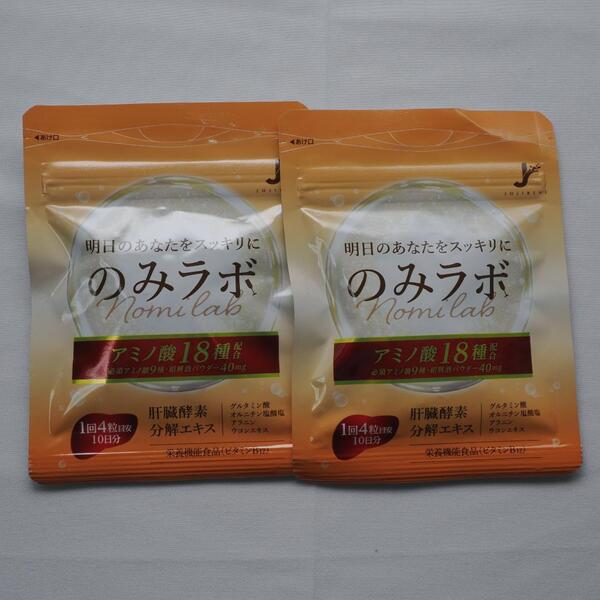 ◀あけ口
明日のあなたをスッキリに
のみラボ
Nomi lab
アミノ酸18種配合
必須アミノ酸9種・紹興酒パウダー40mg
1回4粒目安
10日分
肝臓酵素
分解エキス
グルタミン酸
オルニチン塩酸塩
アラニン
ウコンエキス
栄養機能食品(ビタミンB12)
◀あけ口
J
JOJIBENE
明日のあなたをスッキリに
のみラボ
Nomi lab
アミノ酸18種配合
必須アミノ酸9種・紹興酒パウダー40mg
1回4粒目安
10日分
肝臓酵素
分解エキス
グルタミン酸
オルニチン塩酸塩
アラニン
ウコンエキス
栄養機能食品(ビタミンB12)